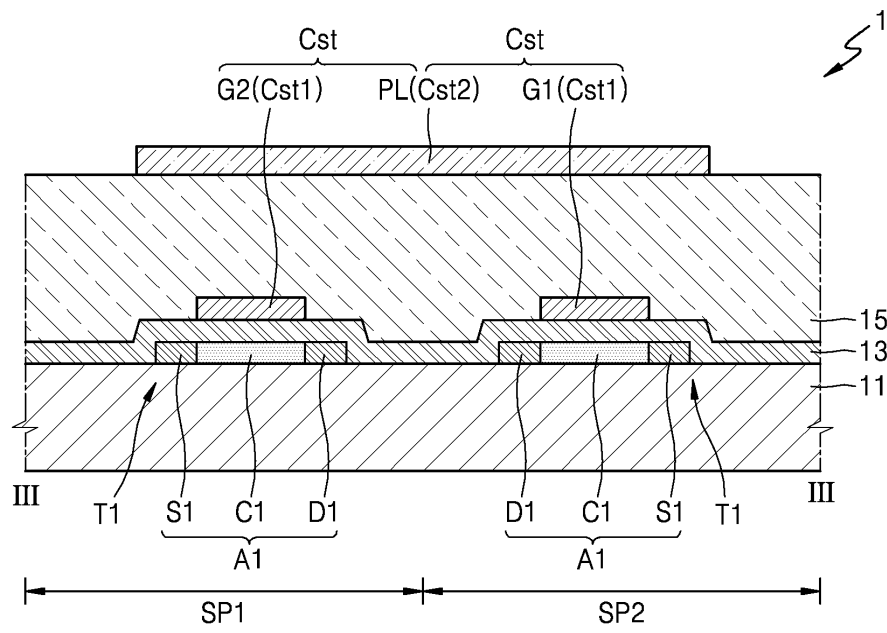 Cst Cst 1
G2(Cst1) PL(Cst2) G1(Cst1)
15
13
11
III III
T1 S1 C1 D1 D1 C1 S1 T1
A1 A1
SP1 SP2